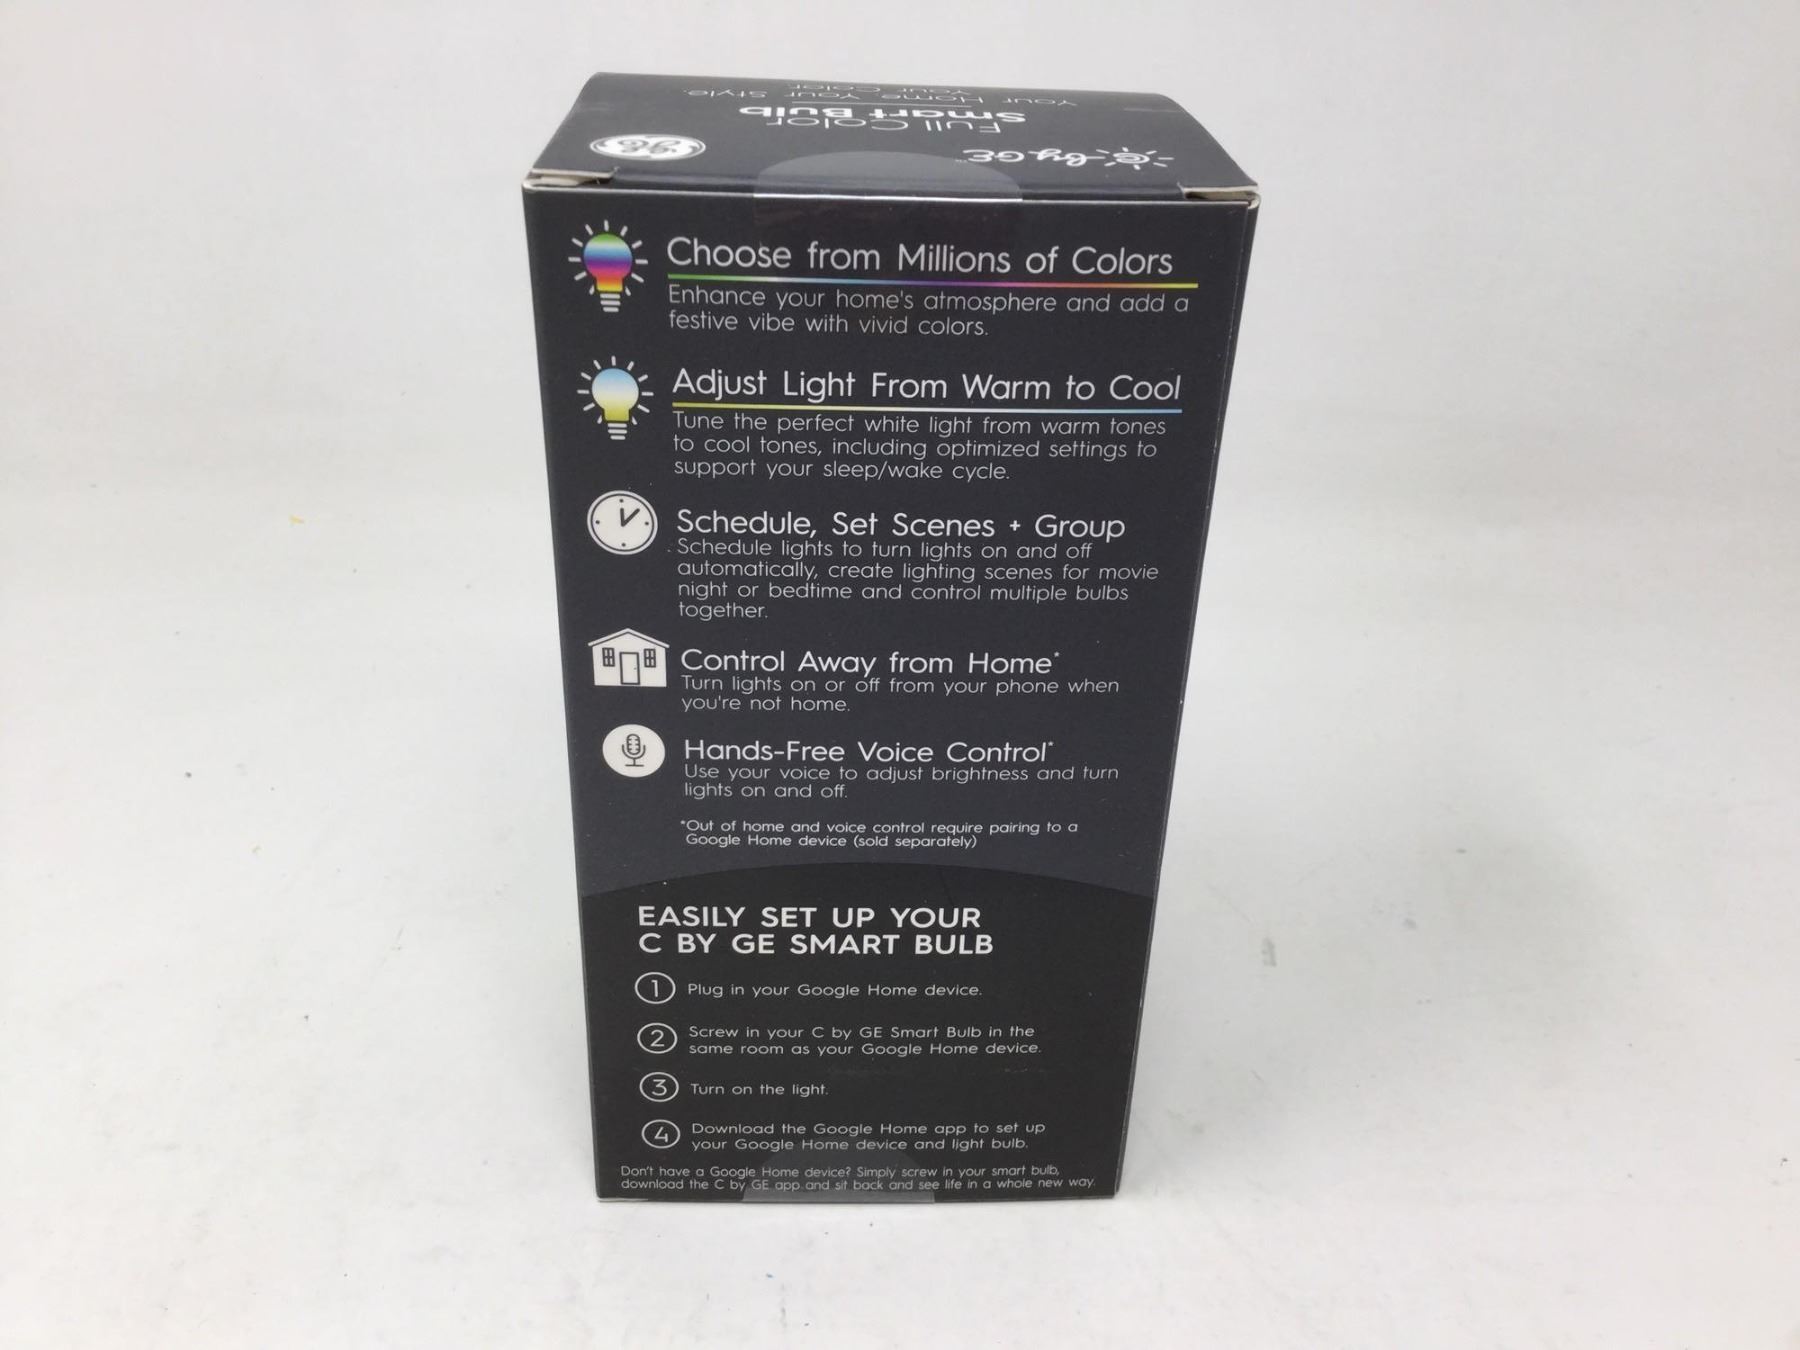 Your Home. Your Style.
Your Color.
Smart Bulb
Full Color
GE
C by GE™
Choose from Millions of Colors
Enhance your home's atmosphere and add a
festive vibe with vivid colors.
Adjust Light From Warm to Cool
Tune the perfect white light from warm tones
to cool tones, including optimized settings to
support your sleep/wake cycle.
Schedule, Set Scenes + Group
Schedule lights to turn lights on and off
automatically, create lighting scenes for movie
night or bedtime and control multiple bulbs
together.
Control Away from Home*
Turn lights on or off from your phone when
you're not home.
Hands-Free Voice Control*
Use your voice to adjust brightness and turn
lights on and off.
*Out of home and voice control require pairing to a
Google Home device (sold separately)
EASILY SET UP YOUR
C BY GE SMART BULB
1 Plug in your Google Home device.
2 Screw in your C by GE Smart Bulb in the
same room as your Google Home device.
3 Turn on the light.
4 Download the Google Home app to set up
your Google Home device and light bulb.
Don't have a Google Home device? Simply screw in your smart bulb,
download the C by GE app and sit back and see life in a whole new way.